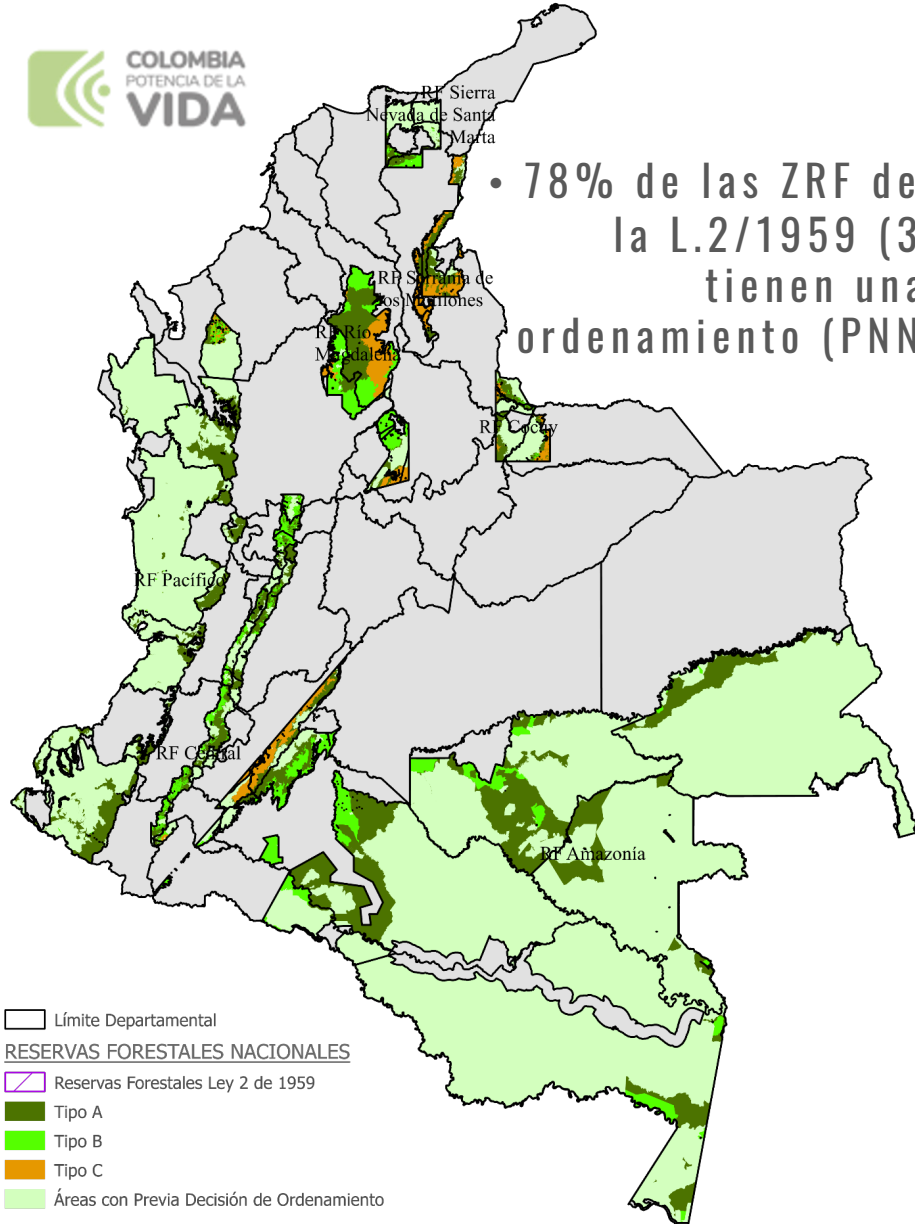 COLOMBIA
POTENCIA DE LA
VIDA
RF Sierra
Nevada de Santa
Marta
• 78% de las ZRF de
la L.2/1959 (3
tienen una
ordenamiento (PNN
RF Serranía de
los Motilones
RF Río
Magdalena
RF Cocuy
RF Pacífico
RF Central
RF Amazonía
Límite Departamental
RESERVAS FORESTALES NACIONALES
Reservas Forestales Ley 2 de 1959
Tipo A
Tipo B
Tipo C
Áreas con Previa Decisión de Ordenamiento